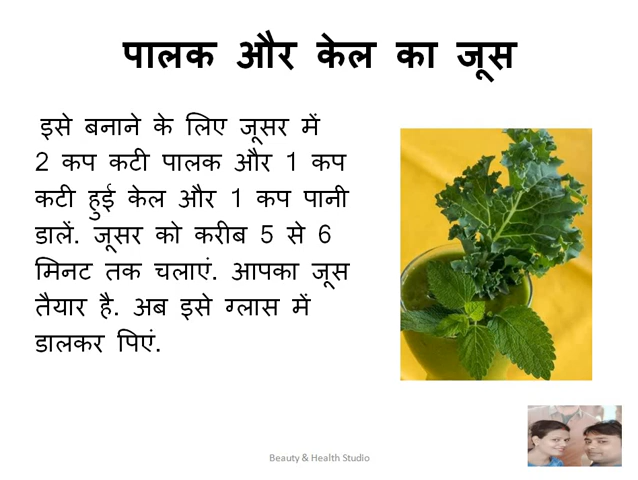 पालक और केल का जूस
इसे बनाने के लिए जूसर में
2 कप कटी पालक और 1 कप
कटी हुई केल और 1 कप पानी
डालें. जूसर को करीब 5 से 6
मिनट तक चलाएं. आपका जूस
तैयार है. अब इसे ग्लास में
डालकर पिएं.
Beauty & Health Studio